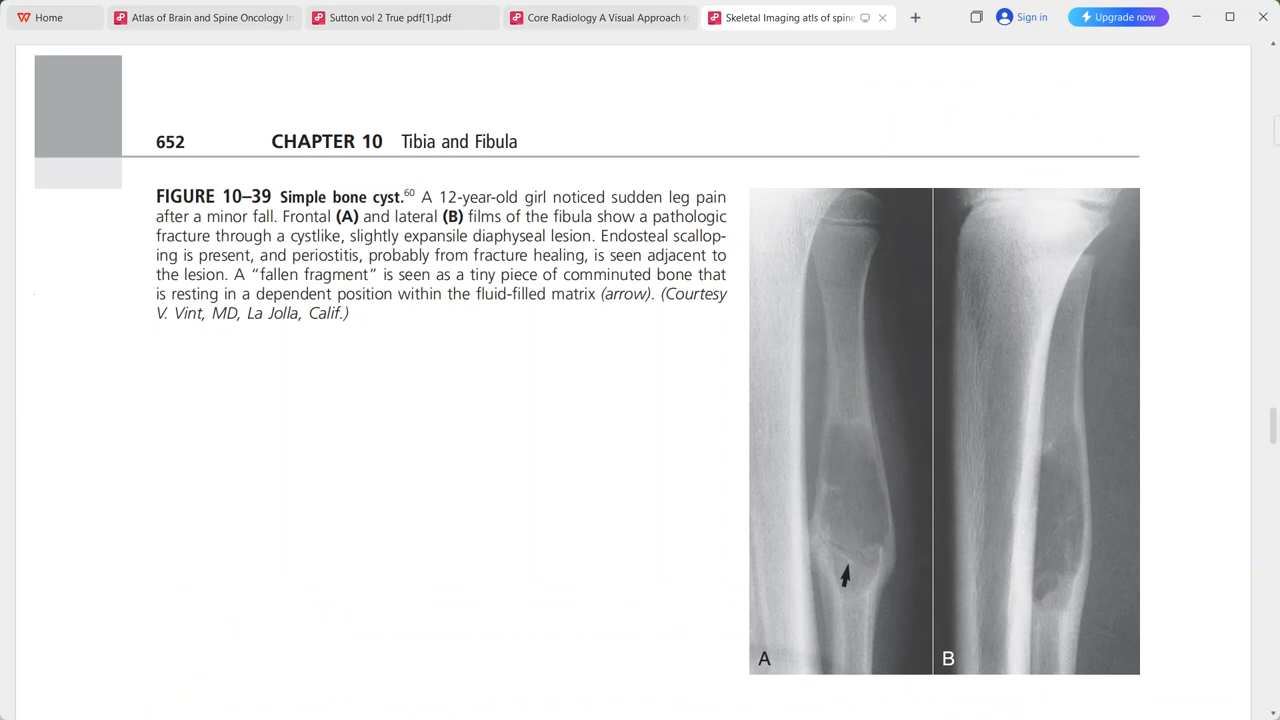 Home
Atlas of Brain and Spine Oncology I
Sutton vol 2 True pdf[1].pdf
Core Radiology A Visual Approach t
Skeletal Imaging atls of spine
Sign in
Upgrade now
652 CHAPTER 10 Tibia and Fibula
FIGURE 10–39 Simple bone cyst.60 A 12-year-old girl noticed sudden leg pain
after a minor fall. Frontal (A) and lateral (B) films of the fibula show a pathologic
fracture through a cystlike, slightly expansile diaphyseal lesion. Endosteal scallop-
ing is present, and periostitis, probably from fracture healing, is seen adjacent to
the lesion. A “fallen fragment” is seen as a tiny piece of comminuted bone that
is resting in a dependent position within the fluid-filled matrix (arrow). (Courtesy
V. Vint, MD, La Jolla, Calif.)
A
B